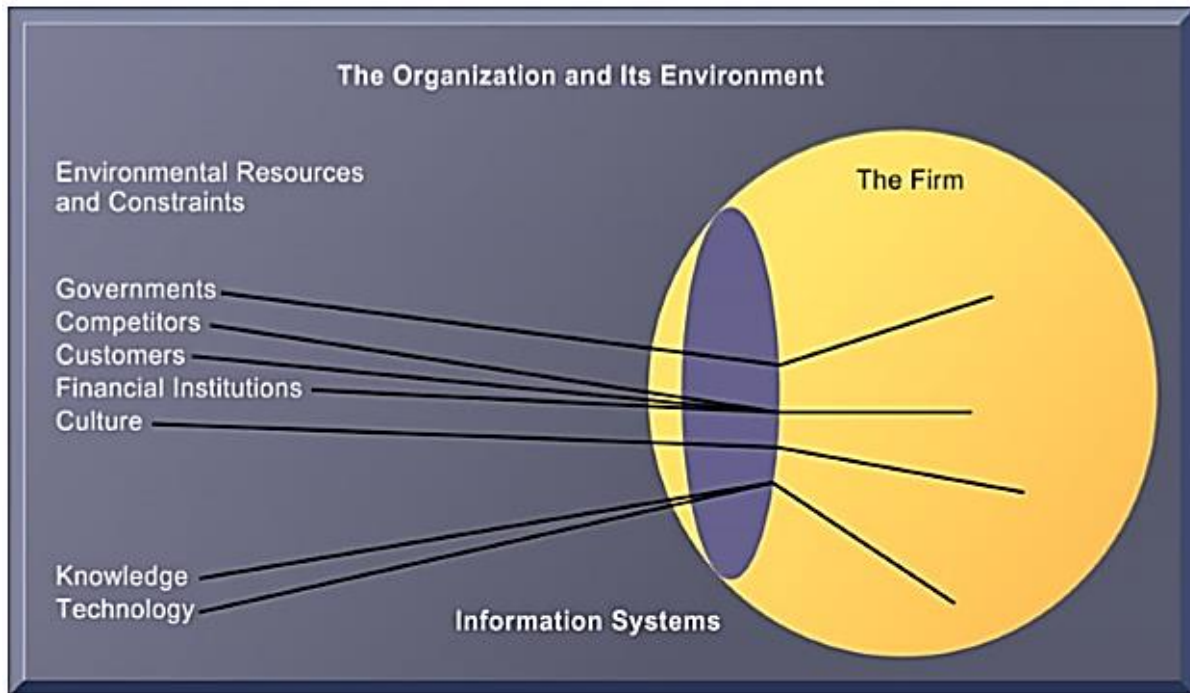 The Organization and Its Environment
Environmental Resources
and Constraints
The Firm
Governments
Competitors
Customers
Financial Institutions
Culture
Knowledge
Technology
Information Systems